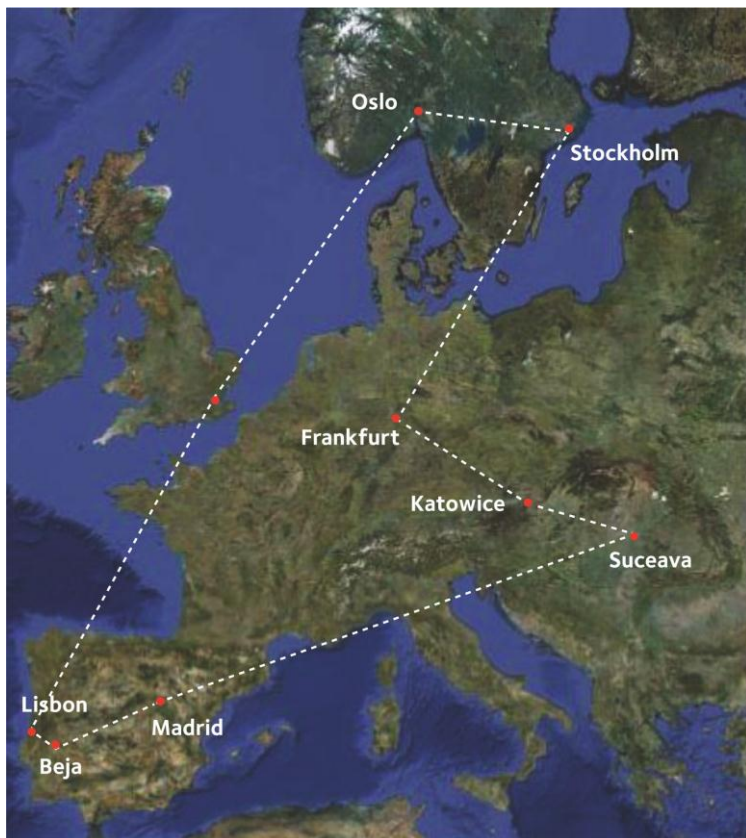 Oslo
Stockholm
Frankfurt
Katowice
Suceava
Lisbon
Madrid
Beja